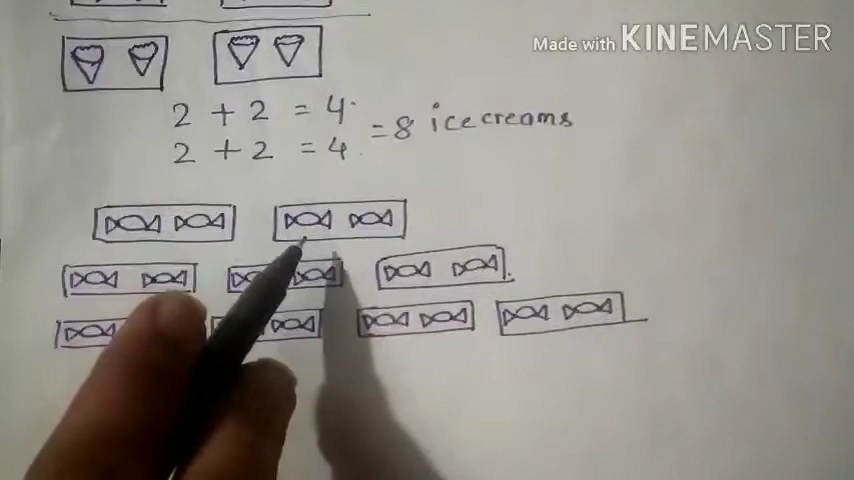 Made with KINEMASTER
2 + 2 = 4
2 + 2 = 4
= 8 icecreams